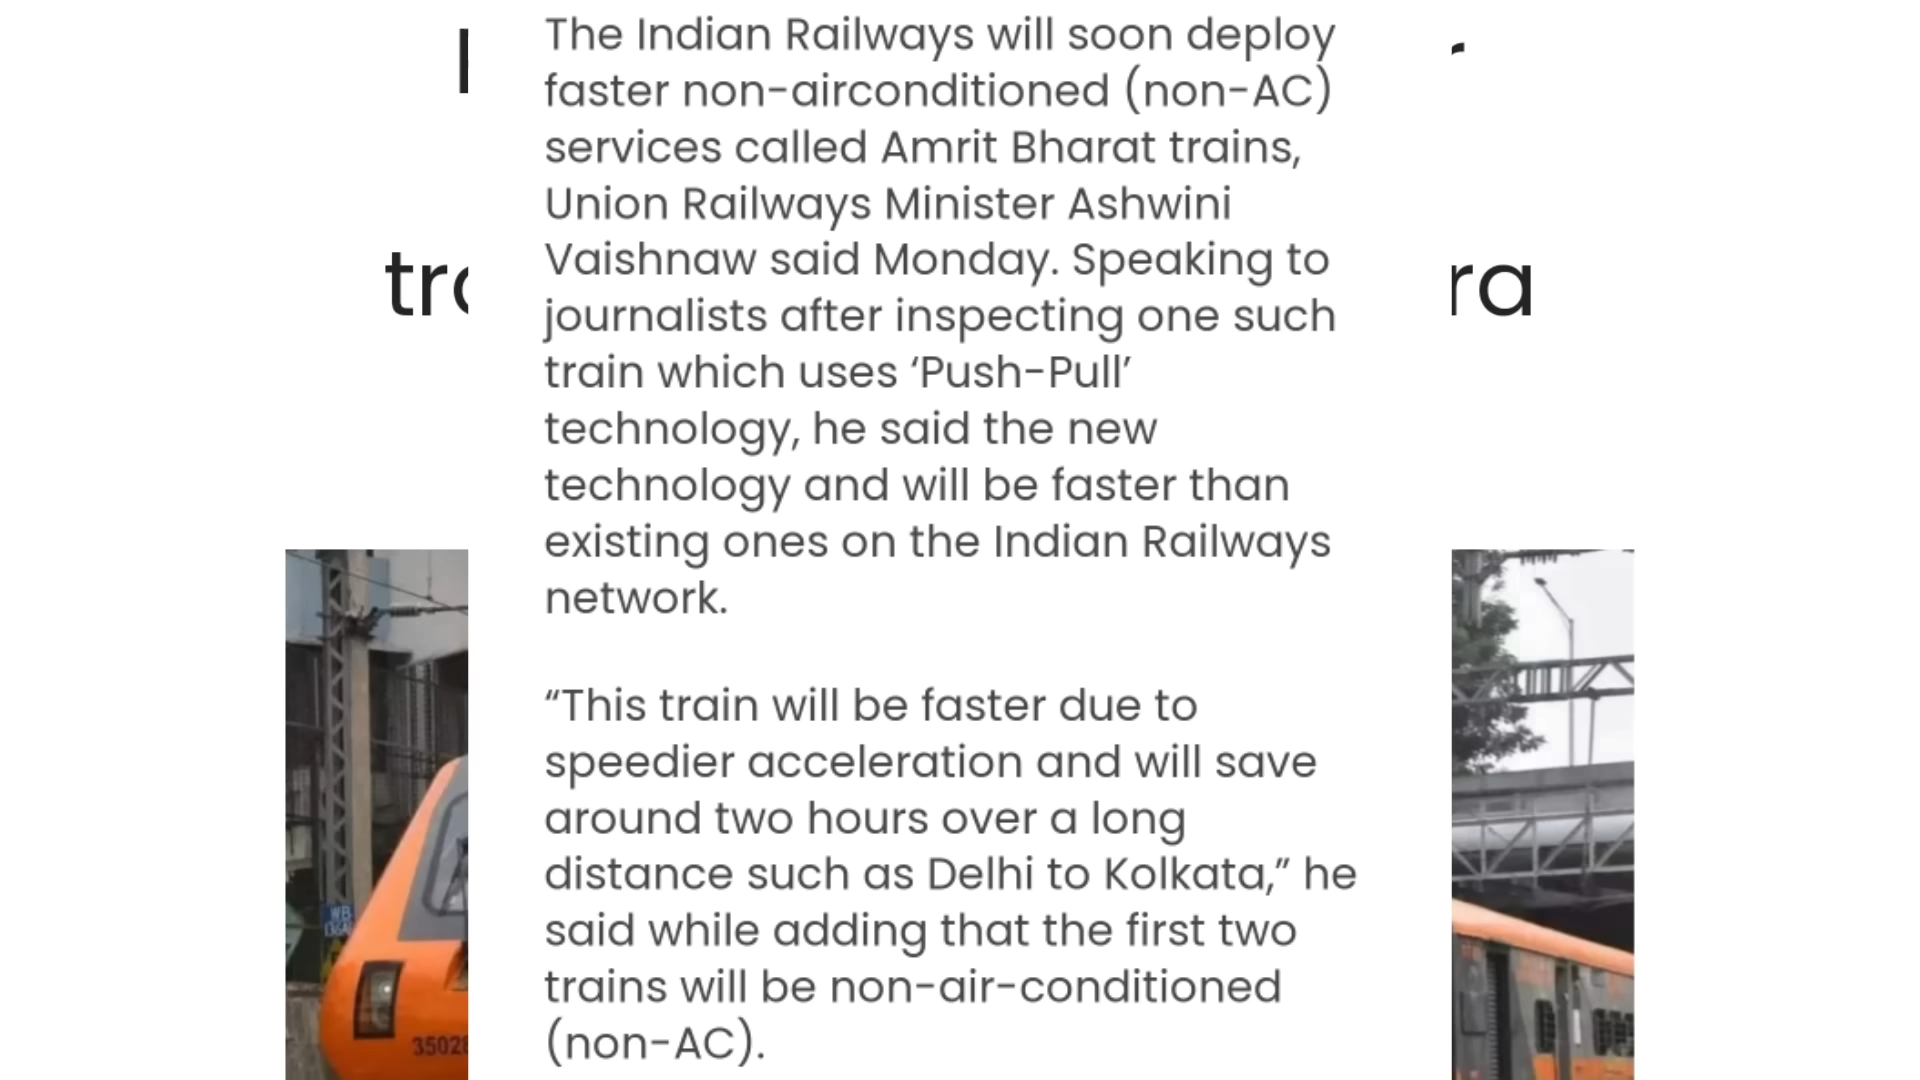 The Indian Railways will soon deploy
faster non-airconditioned (non-AC)
services called Amrit Bharat trains,
Union Railways Minister Ashwini
Vaishnaw said Monday. Speaking to
journalists after inspecting one such
train which uses ‘Push-Pull’
technology, he said the new
technology and will be faster than
existing ones on the Indian Railways
network.
“This train will be faster due to
speedier acceleration and will save
around two hours over a long
distance such as Delhi to Kolkata,” he
said while adding that the first two
trains will be non-air-conditioned
(non-AC).
WB
3502